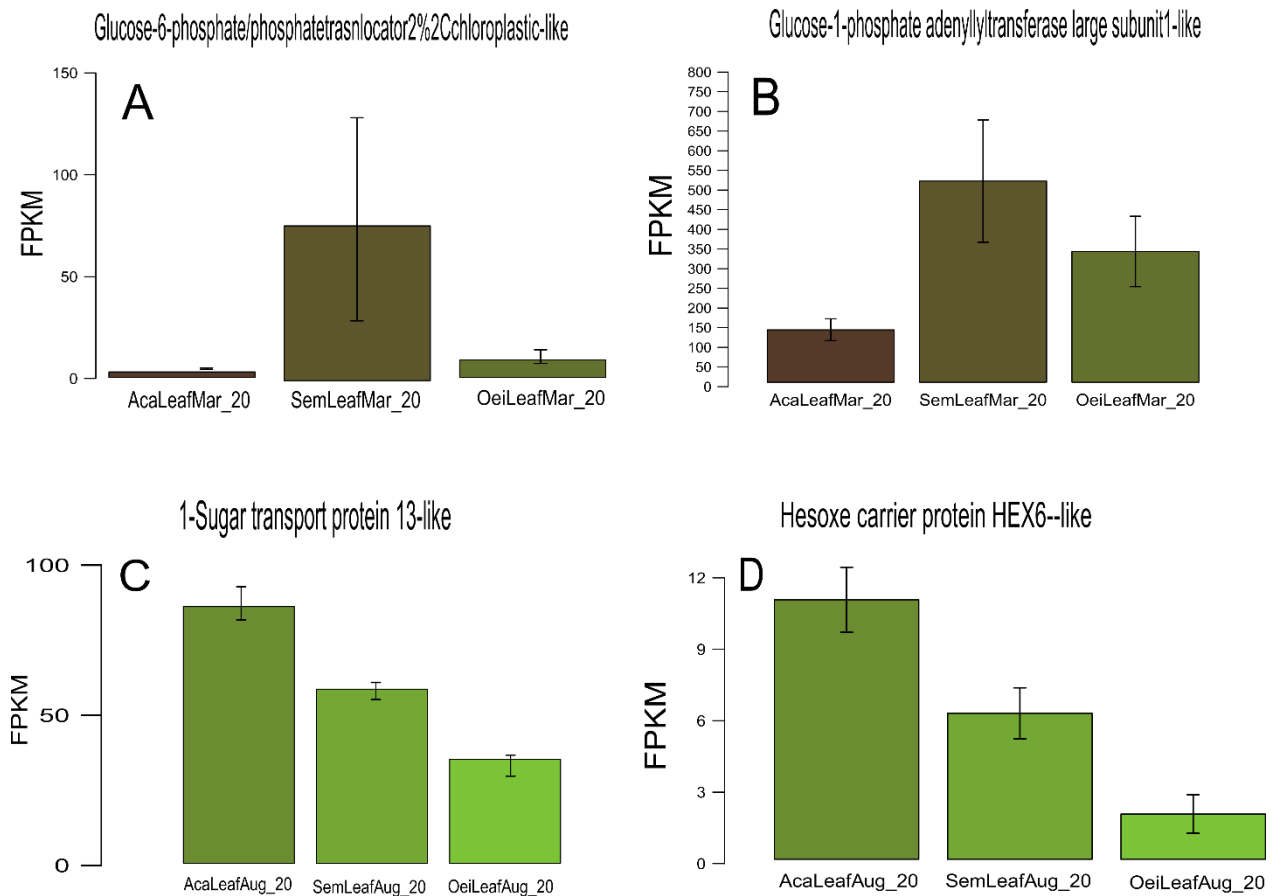 Glucose-6-phosphate/phosphatetrasnlocator2%2Cchloroplastic-like
A
FPKM
150
100
50
0
AcaLeafMar_20 SemLeafMar_20 OeiLeafMar_20
Glucose-1-phosphate adenyllyltransferase large subunit1-like
B
FPKM
800
750
700
650
600
550
500
450
400
350
300
250
200
150
100
50
0
AcaLeafMar_20 SemLeafMar_20 OeiLeafMar_20
1-Sugar transport protein 13-like
C
FPKM
100
50
0
AcaLeafAug_20 SemLeafAug_20 OeiLeafAug_20
Hesoxe carrier protein HEX6--like
D
FPKM
12
9
6
3
0
AcaLeafAug_20 SemLeafAug_20 OeiLeafAug_20